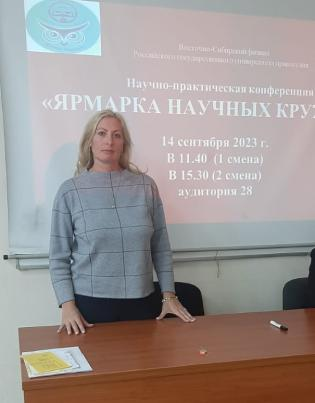 Восточно-Сибирский филиал
Российского государственного университета правосудия
Научно-практическая конференция
«ЯРМАРКА НАУЧНЫХ КРУ
14 сентября 2023 г.
В 11.40 (1 смена)
В 15.30 (2 смена)
аудитория 28